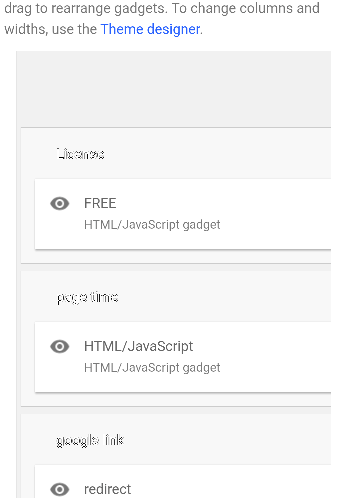 drag to rearrange gadgets. To change columns and
widths, use the Theme designer.
License
FREE
HTML/JavaScript gadget
page time
HTML/JavaScript
HTML/JavaScript gadget
google
redirect